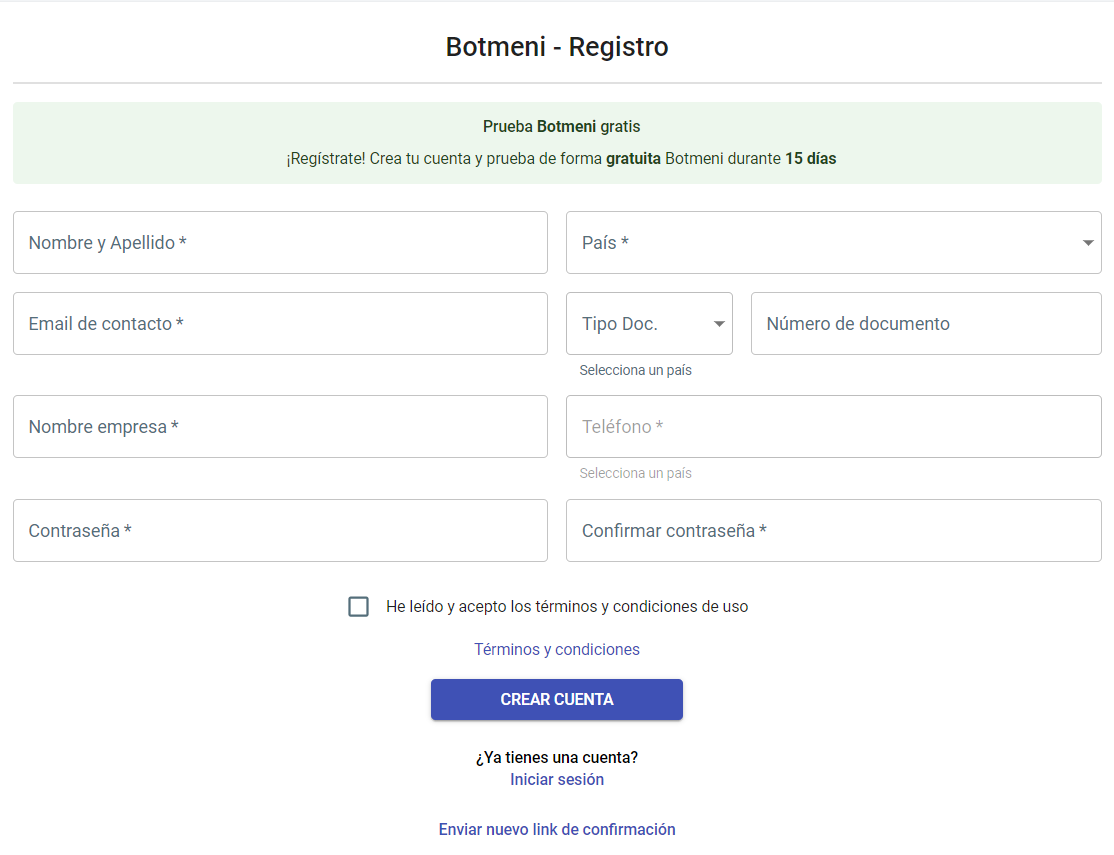 Botmeni - Registro
Prueba Botmeni gratis
¡Regístrate! Crea tu cuenta y prueba de forma gratuita Botmeni durante 15 días
Nombre y Apellido *
País *
Email de contacto *
Tipo Doc.
Número de documento
Selecciona un país
Nombre empresa *
Teléfono *
Selecciona un país
Contraseña *
Confirmar contraseña *
He leído y acepto los términos y condiciones de uso
Términos y condiciones
CREAR CUENTA
¿Ya tienes una cuenta?
Iniciar sesión
Enviar nuevo link de confirmación